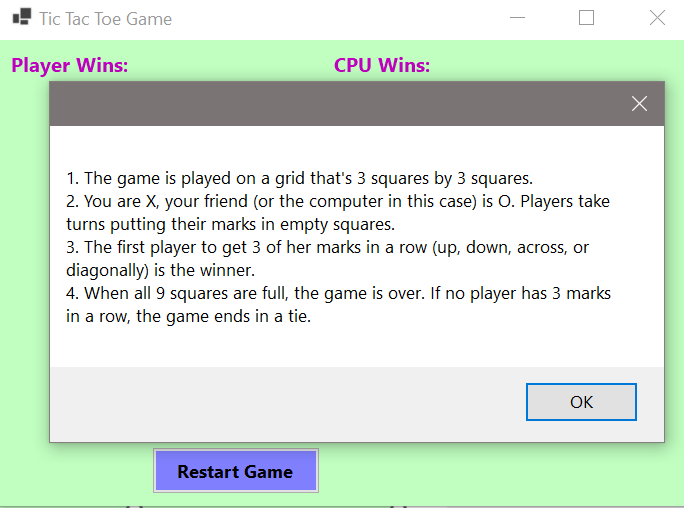 Tic Tac Toe Game
Player Wins: CPU Wins:
1. The game is played on a grid that's 3 squares by 3 squares.
2. You are X, your friend (or the computer in this case) is O. Players take
turns putting their marks in empty squares.
3. The first player to get 3 of her marks in a row (up, down, across, or
diagonally) is the winner.
4. When all 9 squares are full, the game is over. If no player has 3 marks
in a row, the game ends in a tie.
OK
Restart Game